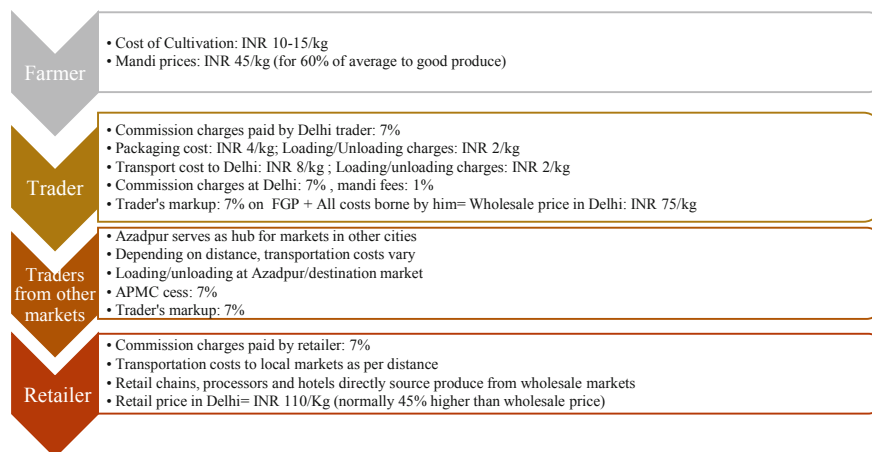 Farmer
• Cost of Cultivation: INR 10-15/kg
• Mandi prices: INR 45/kg (for 60% of average to good produce)
Trader
• Commission charges paid by Delhi trader: 7%
• Packaging cost: INR 4/kg; Loading/Unloading charges: INR 2/kg
• Transport cost to Delhi: INR 8/kg ; Loading/unloading charges: INR 2/kg
• Commission charges at Delhi: 7% , mandi fees: 1%
• Trader's markup: 7% on FGP + All costs borne by him= Wholesale price in Delhi: INR 75/kg
Traders
from other
markets
• Azadpur serves as hub for markets in other cities
• Depending on distance, transportation costs vary
• Loading/unloading at Azadpur/destination market
• APMC cess: 7%
• Trader's markup: 7%
Retailer
• Commission charges paid by retailer: 7%
• Transportation costs to local markets as per distance
• Retail chains, processors and hotels directly source produce from wholesale markets
• Retail price in Delhi= INR 110/Kg (normally 45% higher than wholesale price)